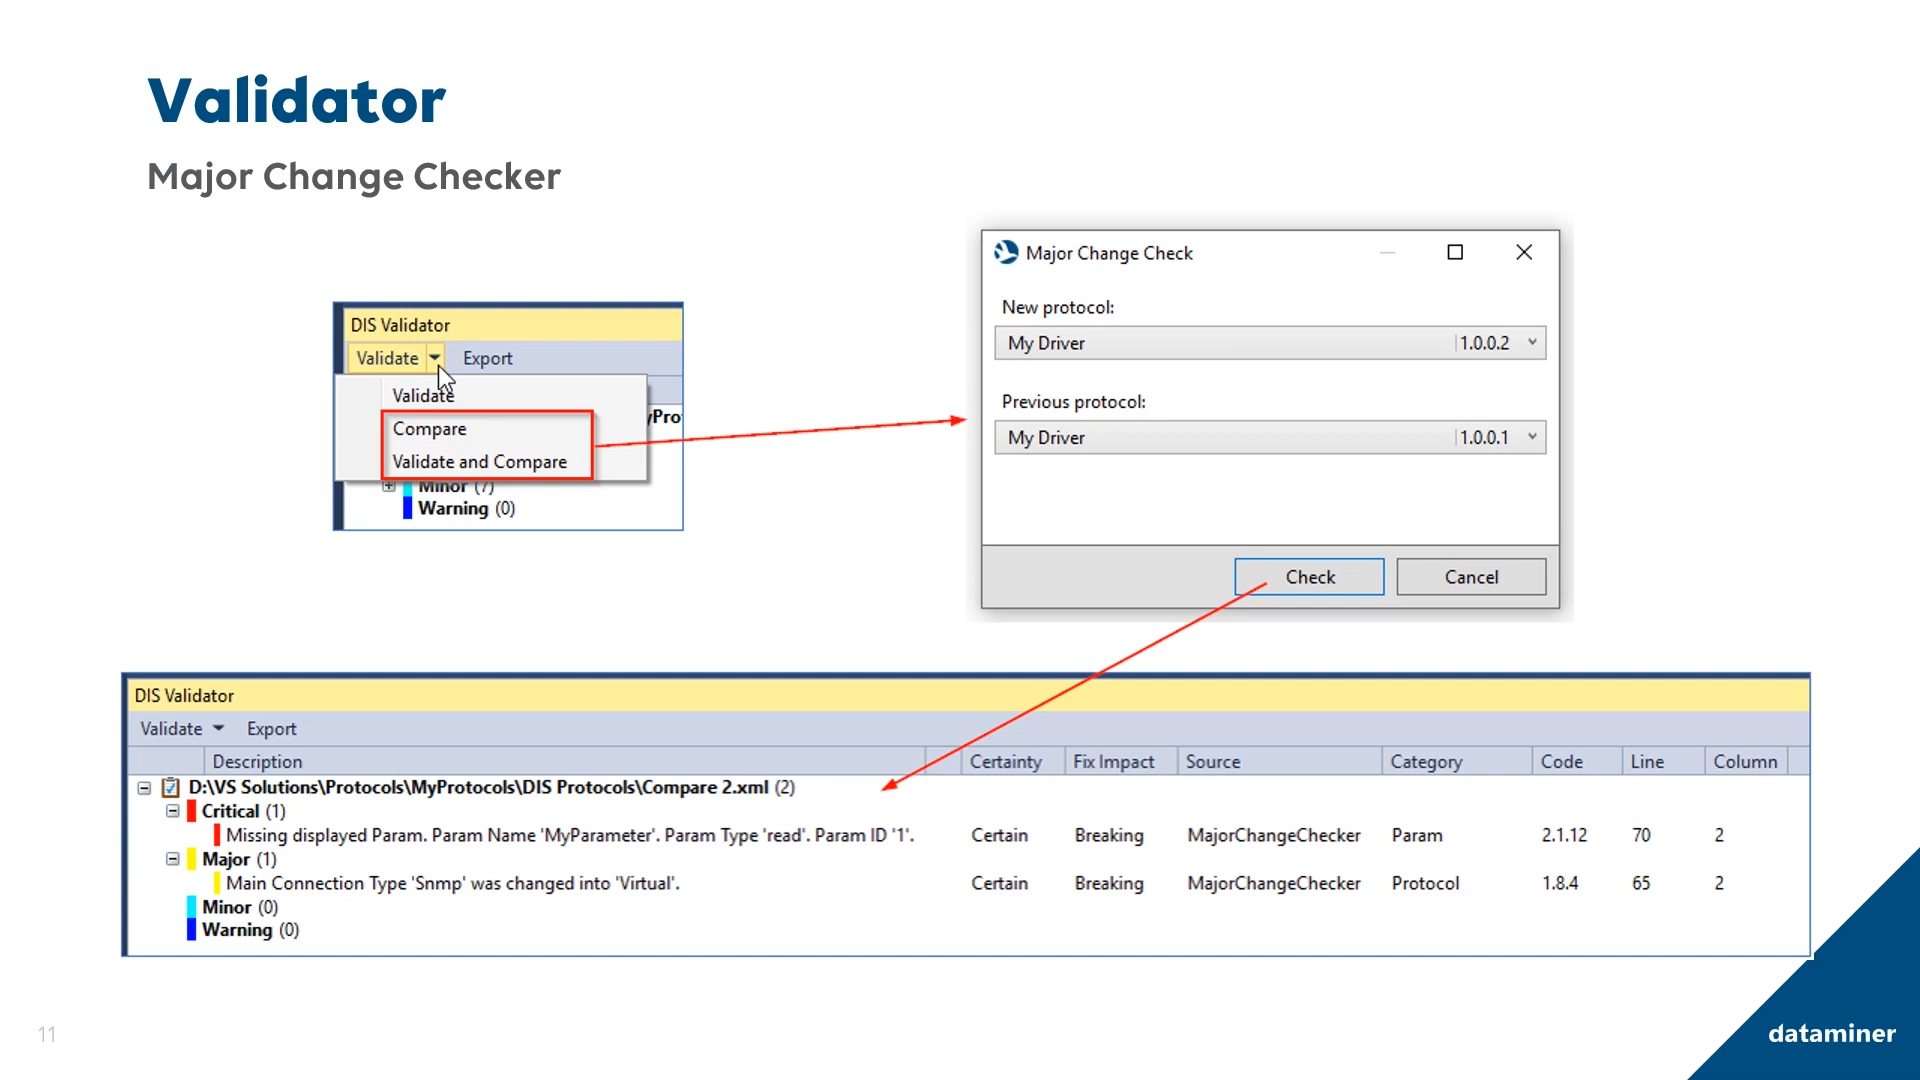 Validator
Major Change Checker
DIS Validator
Validate Export
Validate
Compare
Validate and Compare
Minor (7)
Warning (0)
Major Change Check
New protocol:
My Driver 1.0.0.2
Previous protocol:
My Driver 1.0.0.1
Check Cancel
DIS Validator
Validate Export
Description Certainty Fix Impact Source Category Code Line Column
D:\VS Solutions\Protocols\MyProtocols\DIS Protocols\Compare 2.xml (2)
Critical (1)
Missing displayed Param. Param Name 'MyParameter'. Param Type 'read'. Param ID '1'. Certain Breaking MajorChangeChecker Param 2.1.12 70 2
Major (1)
Main Connection Type 'Snmp' was changed into 'Virtual'. Certain Breaking MajorChangeChecker Protocol 1.8.4 65 2
Minor (0)
Warning (0)
11
dataminer